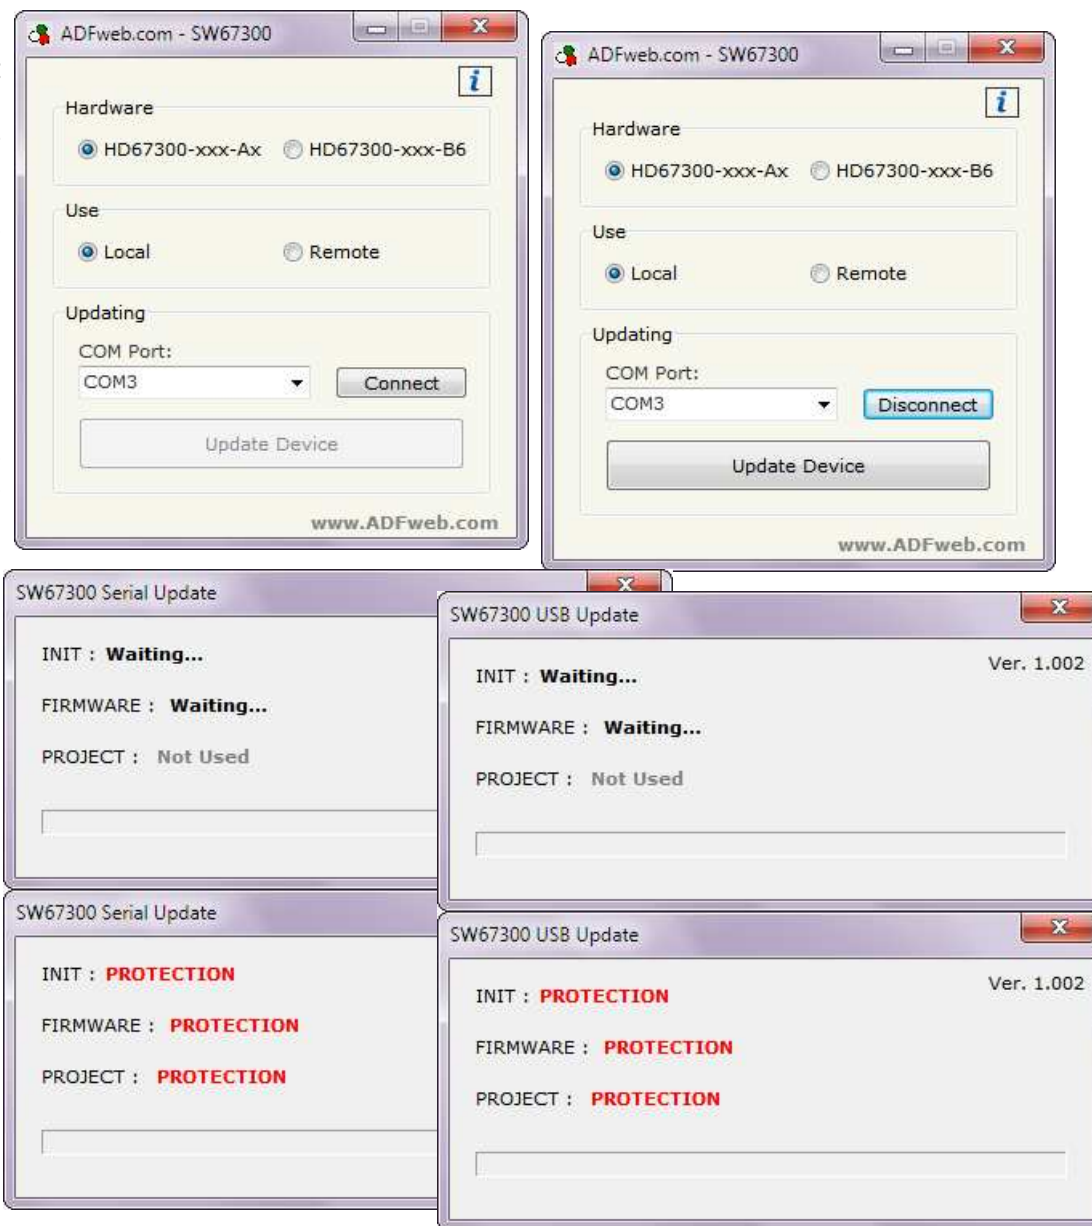 ADFweb.com - SW67300
i
Hardware
HD67300-xxx-Ax HD67300-xxx-B6
Use
Local Remote
Updating
COM Port:
COM3 Connect
Update Device
www.ADFweb.com
ADFweb.com - SW67300
i
Hardware
HD67300-xxx-Ax HD67300-xxx-B6
Use
Local Remote
Updating
COM Port:
COM3 Disconnect
Update Device
www.ADFweb.com
SW67300 Serial Update
INIT : Waiting...
FIRMWARE : Waiting...
PROJECT : Not Used
SW67300 USB Update
Ver. 1.002
INIT : Waiting...
FIRMWARE : Waiting...
PROJECT : Not Used
SW67300 Serial Update
INIT : PROTECTION
FIRMWARE : PROTECTION
PROJECT : PROTECTION
SW67300 USB Update
Ver. 1.002
INIT : PROTECTION
FIRMWARE : PROTECTION
PROJECT : PROTECTION